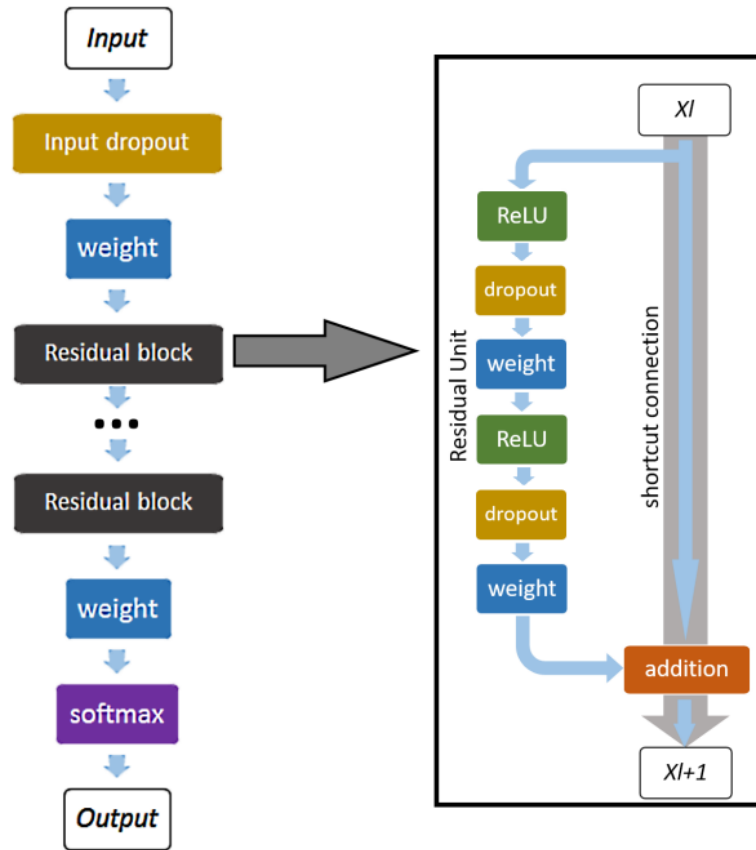 Input
Input dropout
weight
Residual block
...
Residual block
weight
softmax
Output
Xl
ReLU
dropout
weight
ReLU
dropout
weight
Residual Unit
shortcut connection
addition
Xl+1